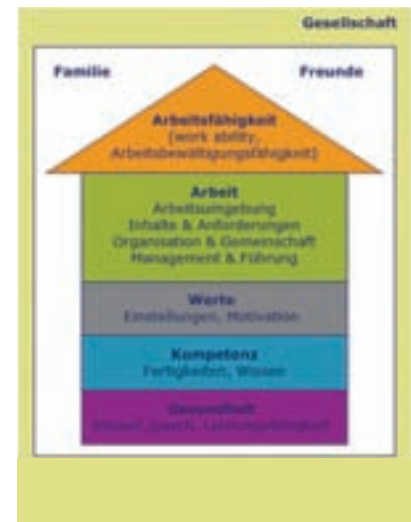 Gesellschaft
Familie Freunde
Arbeitsfähigkeit
(work ability,
Arbeitsbewältigungsfähigkeit)
Arbeit
Arbeitsumgebung
Inhalte & Anforderungen
Organisation & Gemeinschaft
Management & Führung
Werte
Einstellungen, Motivation
Kompetenz
Fertigkeiten, Wissen
Gesundheit
Leistungsfähigkeit